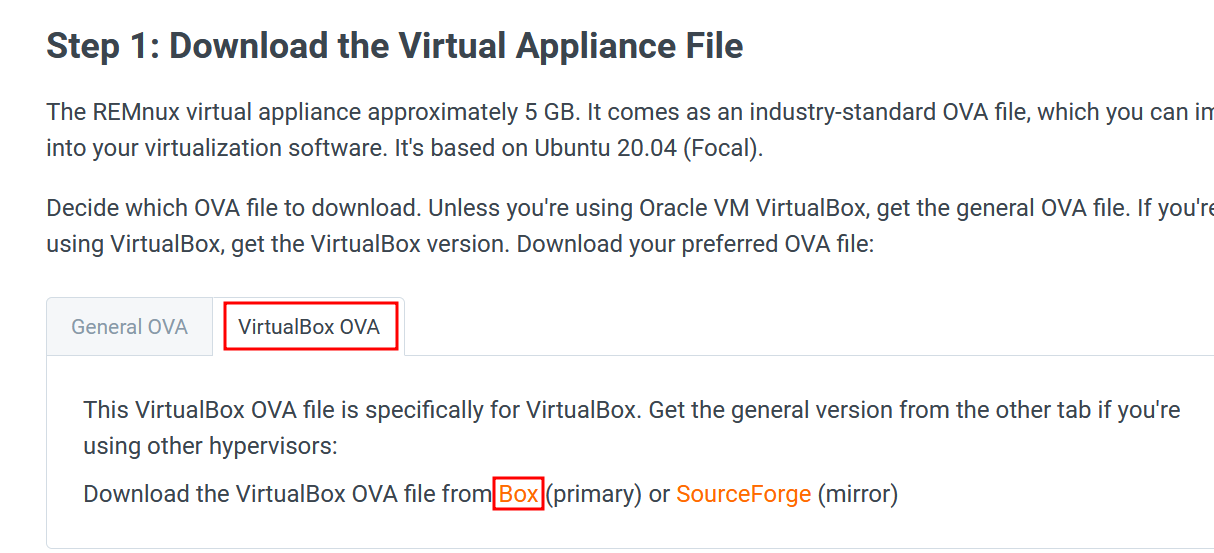 Step 1: Download the Virtual Appliance File
The REMnux virtual appliance approximately 5 GB. It comes as an industry-standard OVA file, which you can
into your virtualization software. It's based on Ubuntu 20.04 (Focal).
Decide which OVA file to download. Unless you're using Oracle VM VirtualBox, get the general OVA file. If you're
using VirtualBox, get the VirtualBox version. Download your preferred OVA file:
General OVA VirtualBox OVA
This VirtualBox OVA file is specifically for VirtualBox. Get the general version from the other tab if you're
using other hypervisors:
Download the VirtualBox OVA file from Box (primary) or SourceForge (mirror)